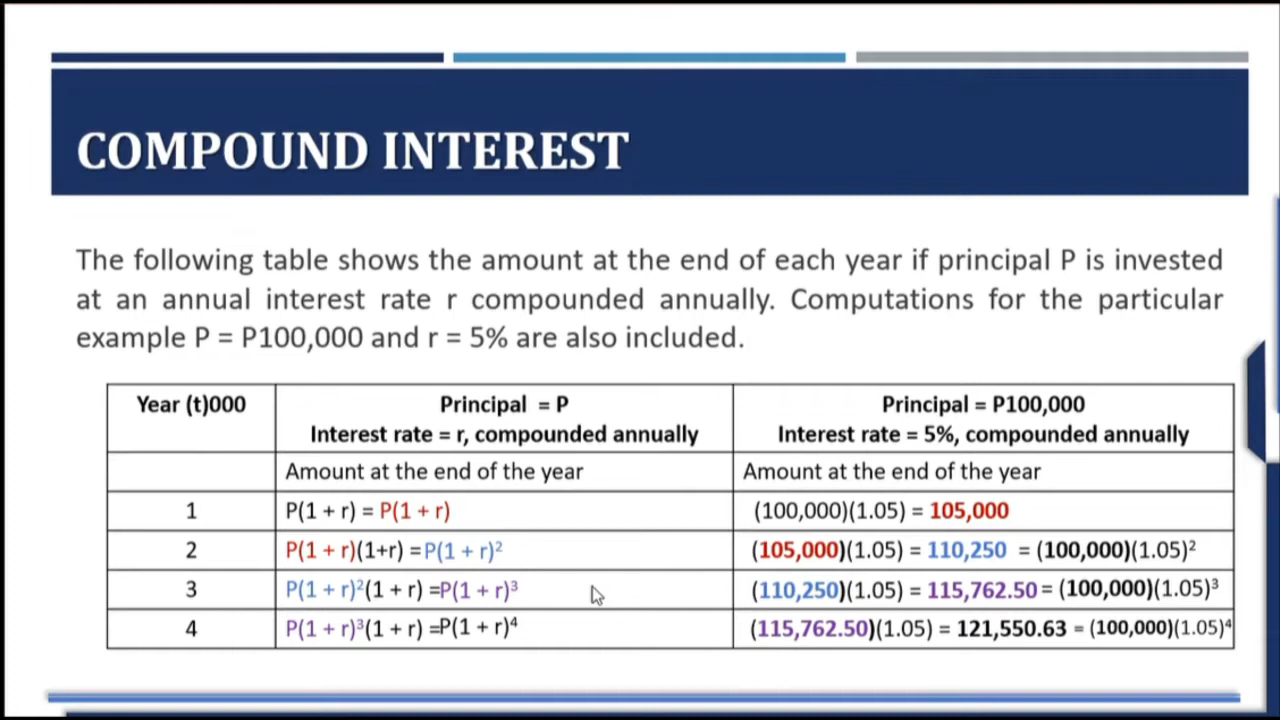 COMPOUND INTEREST
The following table shows the amount at the end of each year if principal P is invested
at an annual interest rate r compounded annually. Computations for the particular
example P = P100,000 and r = 5% are also included.
Year (t)000 Principal = P Principal = P100,000
Interest rate = r, compounded annually Interest rate = 5%, compounded annually
Amount at the end of the year Amount at the end of the year
1 P(1 + r) = P(1 + r) (100,000)(1.05) = 105,000
2 P(1 + r)(1+r) =P(1 + r)² (105,000)(1.05) = 110,250 = (100,000)(1.05)²
3 P(1 + r)²(1 + r) =P(1 + r)³ (110,250)(1.05) = 115,762.50 = (100,000)(1.05)³
4 P(1 + r)³(1 + r) =P(1 + r)⁴ (115,762.50)(1.05) = 121,550.63 = (100,000)(1.05)⁴